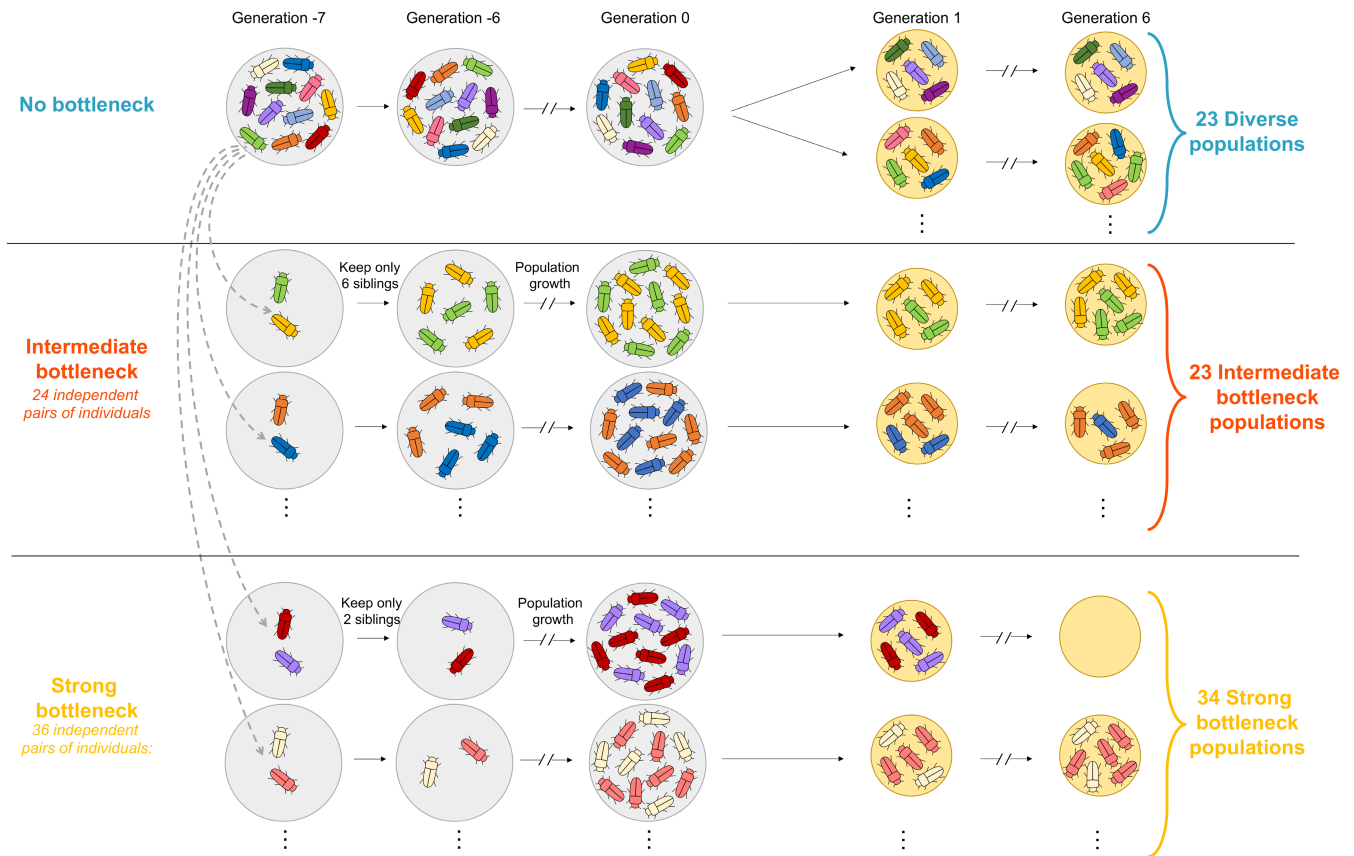 Generation -7
Generation -6
Generation 0
Generation 1
Generation 6
No bottleneck
23 Diverse
populations
Keep only
6 siblings
Population
growth
Intermediate
bottleneck
24 independent
pairs of individuals
23 Intermediate
bottleneck
populations
Keep only
2 siblings
Population
growth
Strong
bottleneck
36 independent
pairs of individuals:
34 Strong
bottleneck
populations